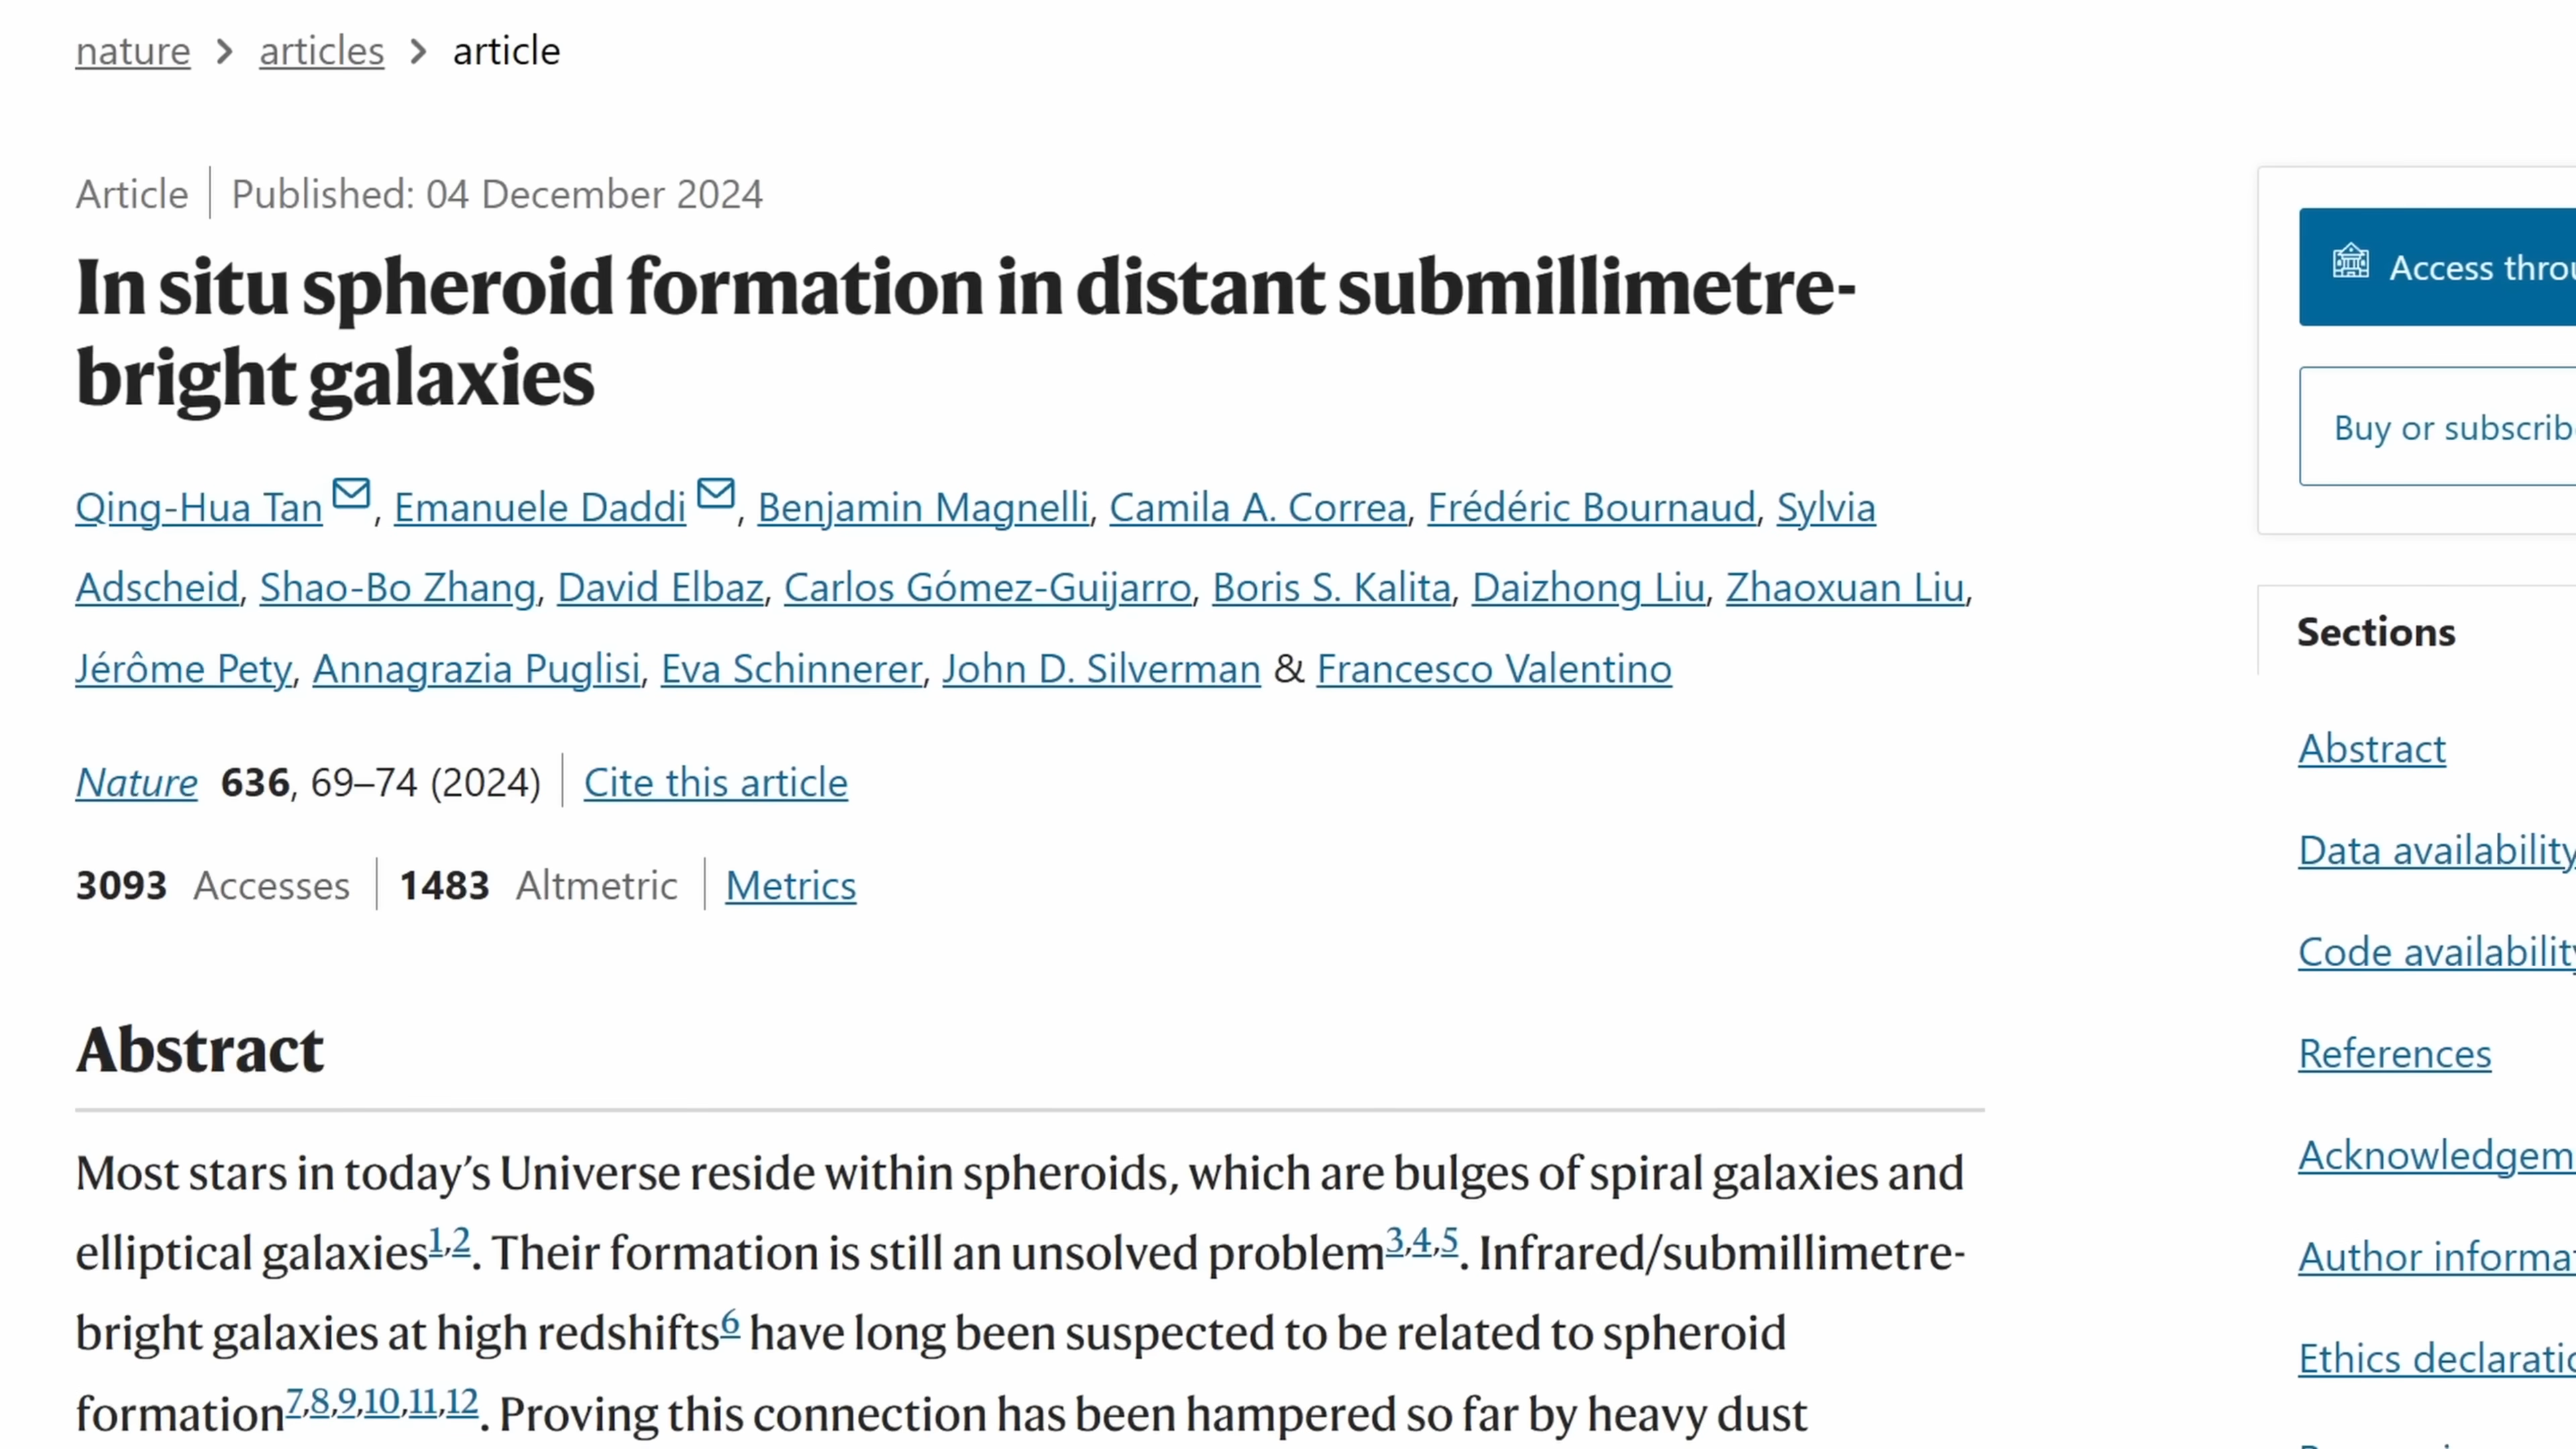 nature > articles > article
Article | Published: 04 December 2024
In situ spheroid formation in distant submillimetre-
bright galaxies
Qing-Hua Tan, Emanuele Daddi, Benjamin Magnelli, Camila A. Correa, Frédéric Bournaud, Sylvia
Adscheid, Shao-Bo Zhang, David Elbaz, Carlos Gómez-Guijarro, Boris S. Kalita, Daizhong Liu, Zhaoxuan Liu,
Jérôme Pety, Annagrazia Puglisi, Eva Schinnerer, John D. Silverman & Francesco Valentino
Nature 636, 69–74 (2024) | Cite this article
3093 Accesses | 1483 Altmetric | Metrics
Abstract
Most stars in today’s Universe reside within spheroids, which are bulges of spiral galaxies and
elliptical galaxies1,2. Their formation is still an unsolved problem3,4,5. Infrared/submillimetre-
bright galaxies at high redshifts6 have long been suspected to be related to spheroid
formation7,8,9,10,11,12. Proving this connection has been hampered so far by heavy dust
Access throu
Buy or subscrib
Sections
Abstract
Data availability
Code availability
References
Acknowledgem
Author informat
Ethics declaratio